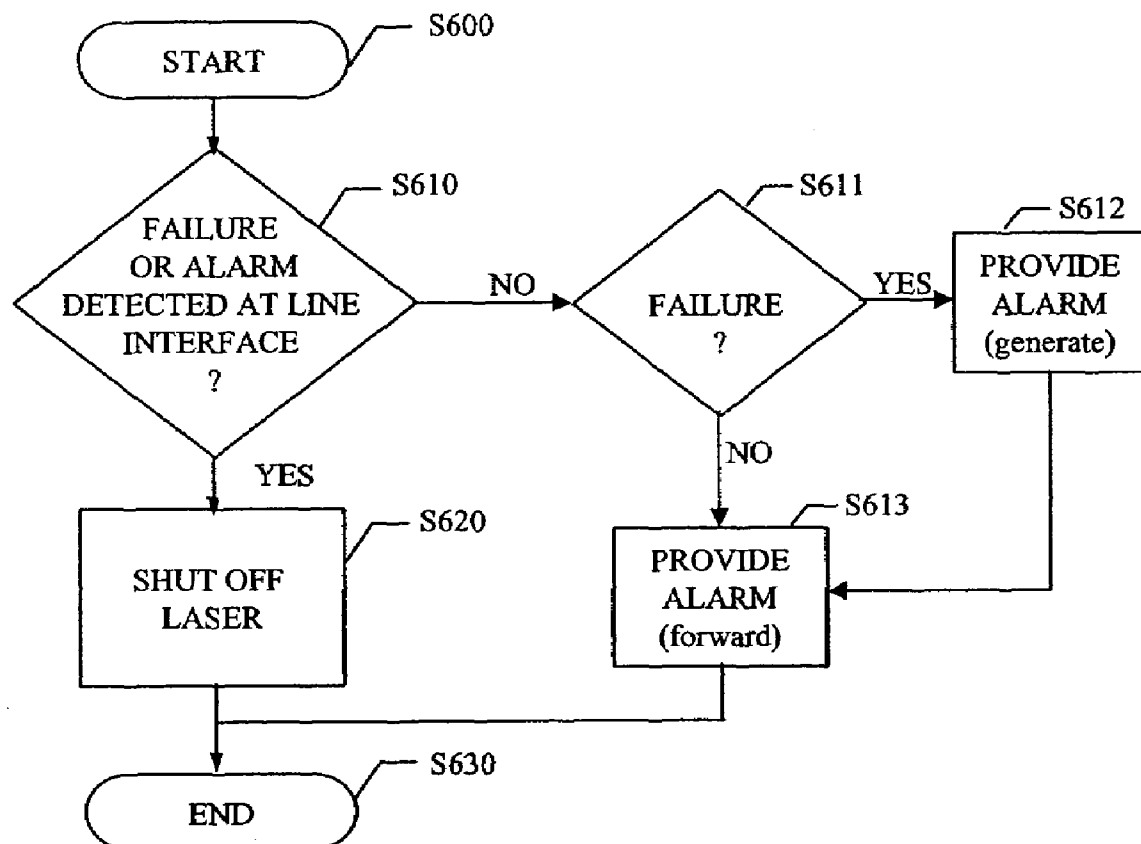 START
S600
FAILURE
OR ALARM
DETECTED AT LINE
INTERFACE
?
S610
NO
FAILURE
?
S611
YES
PROVIDE
ALARM
(generate)
S612
YES
NO
SHUT OFF
LASER
S620
PROVIDE
ALARM
(forward)
S613
END
S630